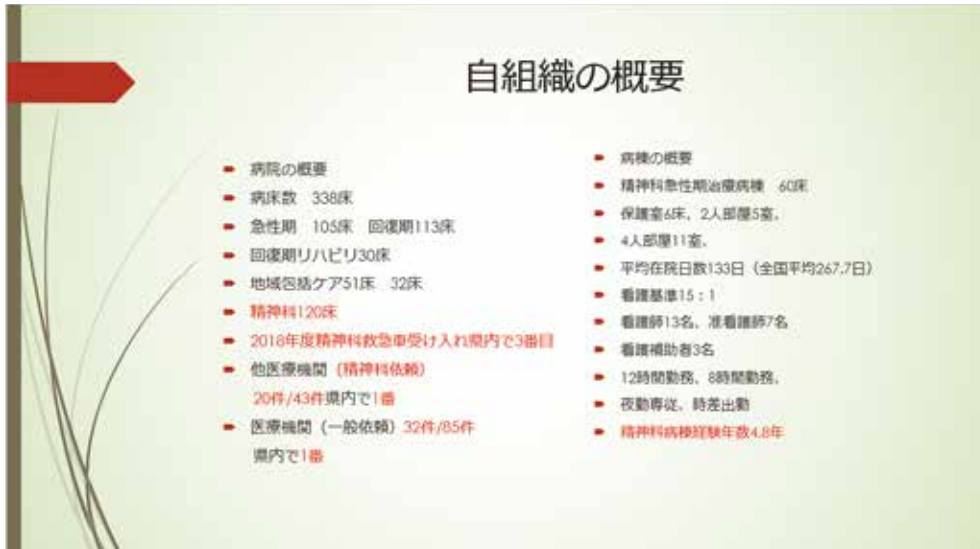 自組織の概要
病院の概要
病床数 338床
急性期 105床 回復期113床
回復期リハビリ30床
地域包括ケア51床 32床
精神科120床
2018年度精神科救急車受け入れ県内で3番目
他医療機関(精神科依頼)
20件/43件県内で1番
医療機関(一般依頼)32件/85件
県内で1番
病棟の概要
精神科急性期治療病棟 60床
保護室6床、2人部屋5室、
4人部屋11室、
平均在院日数133日(全国平均267.7日)
看護基準15:1
看護師13名、准看護師7名
看護補助者3名
12時間勤務、8時間勤務、
夜勤専従、時差出勤
精神科病棟経験年数4.8年